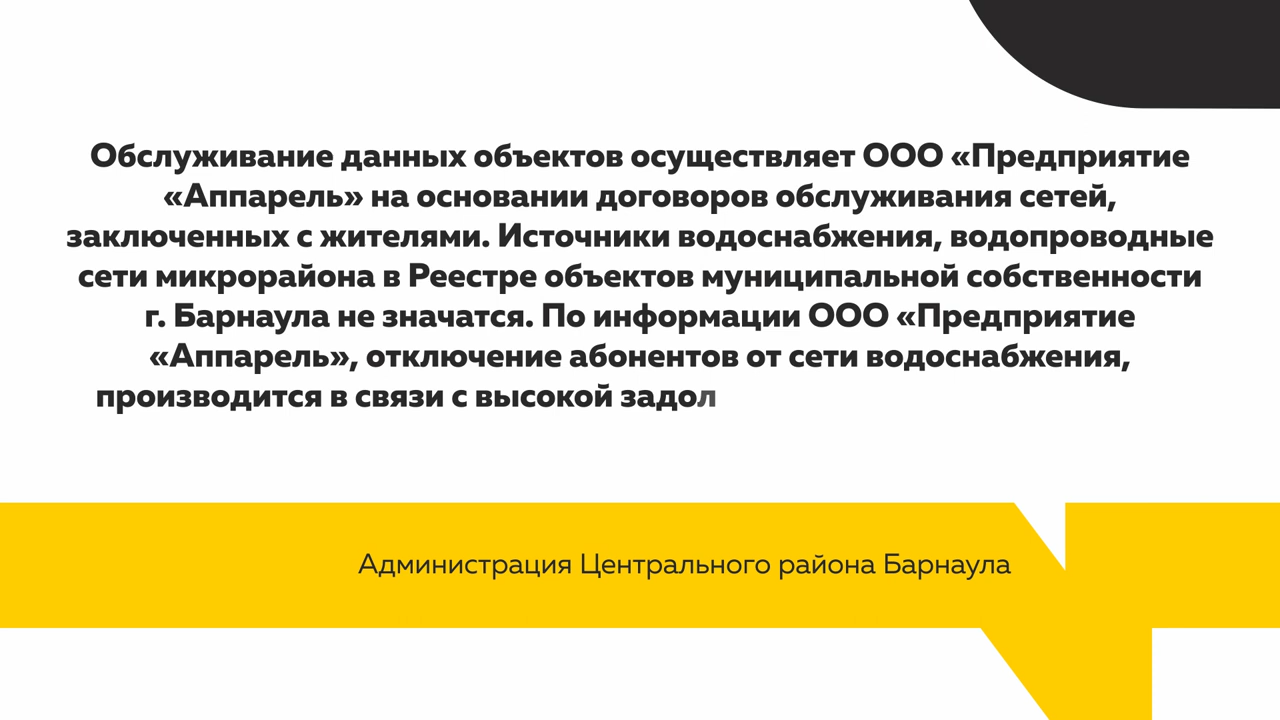 Обслуживание данных объектов осуществляет ООО «Предприятие
«Аппарель» на основании договоров обслуживания сетей,
заключенных с жителями. Источники водоснабжения, водопроводные
сети микрорайона в Реестре объектов муниципальной собственности
г. Барнаула не значатся. По информации ООО «Предприятие
«Аппарель», отключение абонентов от сети водоснабжения,
производится в связи с высокой задол
Администрация Центрального района Барнаула